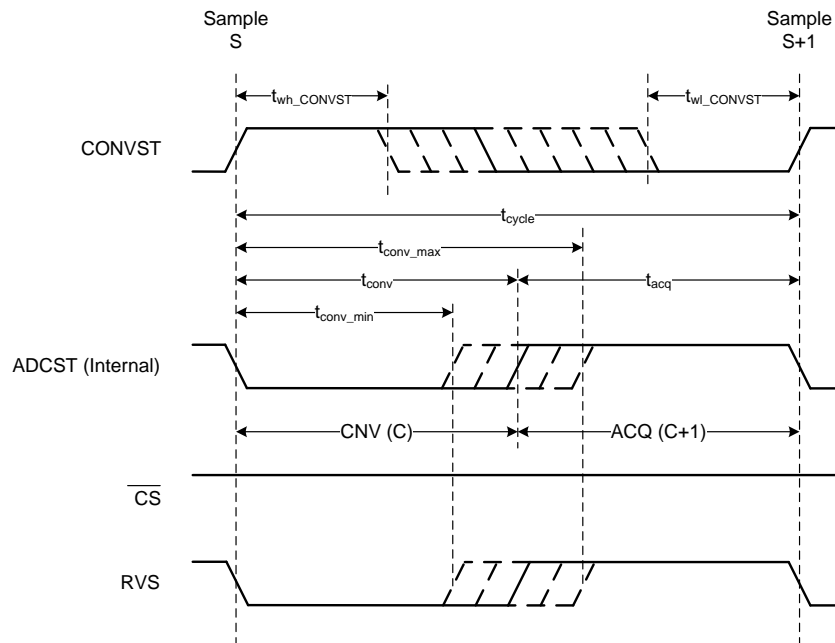 Sample
S
Sample
S+1
twh_CONVST
twl_CONVST
CONVST
tcycle
tconv_max
tconv
tacq
tconv_min
ADCST (Internal)
CNV (C)
ACQ (C+1)
CS
RVS